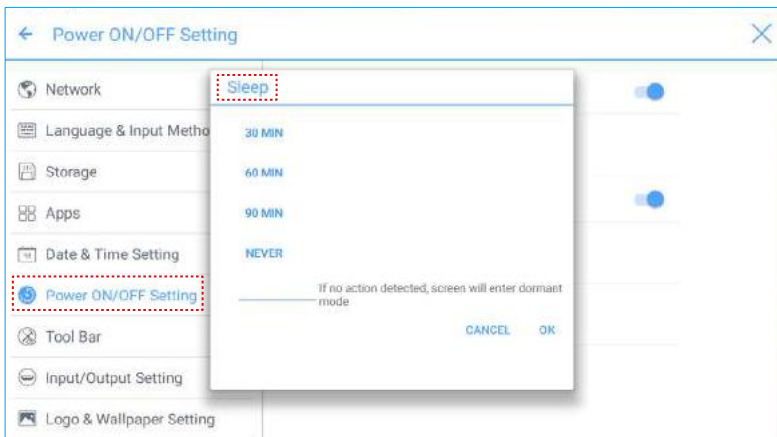 Power ON/OFF Setting
Network
Language & Input Metho
Storage
Apps
Date & Time Setting
Power ON/OFF Setting
Tool Bar
Input/Output Setting
Logo & Wallpaper Setting
Sleep
30 MIN
60 MIN
90 MIN
NEVER
If no action detected, screen will enter dormant
mode
CANCEL OK